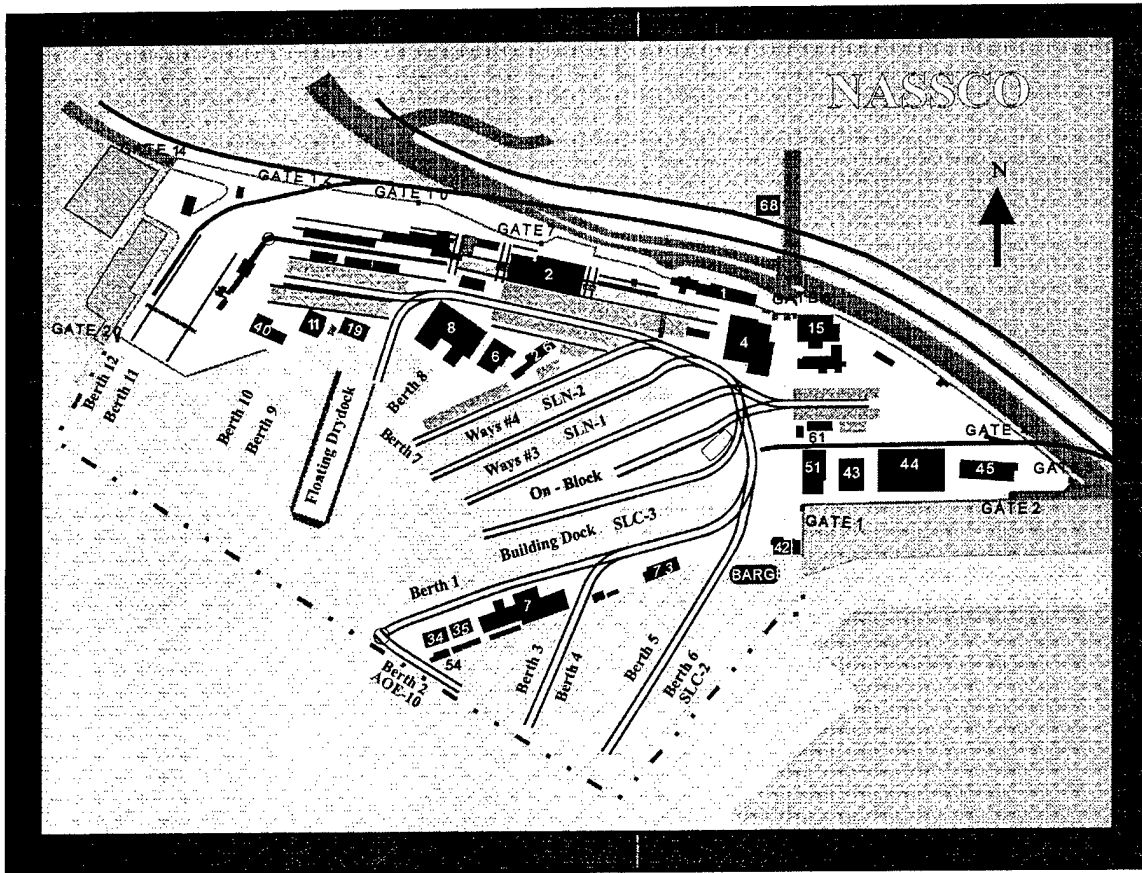 NASSCO
N
GATE 14
GATE 12
GATE 10
GATE 7
68
2
4
15
40
11
19
8
6
26
GATE 20
Berth 12
Berth 11
Berth 10
Berth 9
Berth 8
Berth 7
Floating Drydock
Ways #4 SLN-2
Ways #3 SLN-1
On - Block
Building Dock SLC-3
61
51
43
44
45
GATE
GATE 2
GATE 1
42
BARG
73
Berth 1
7
34
35
54
Berth 2
AOE-10
Berth 3
Berth 4
Berth 5
Berth 6
SLC-2